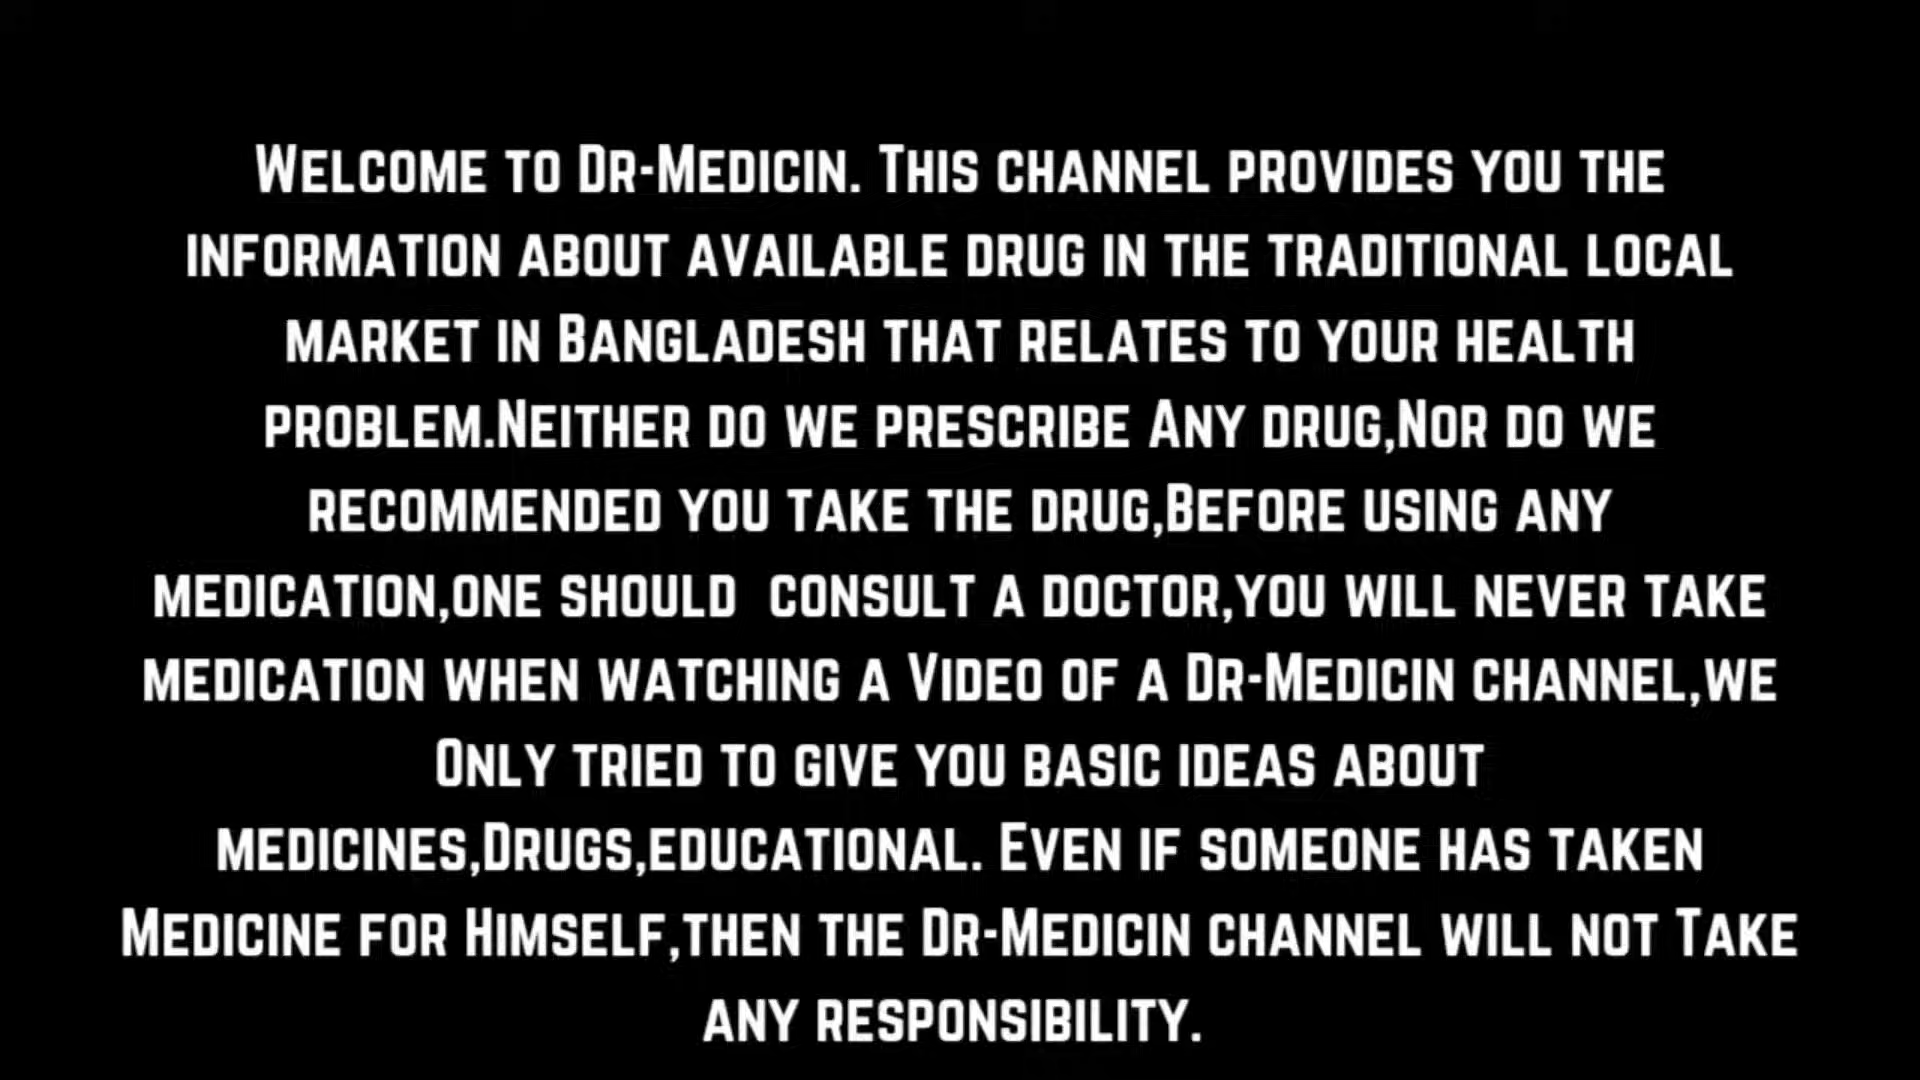 Welcome to Dr-Medicin. This channel provides you the
information about available drug in the traditional local
market in Bangladesh that relates to your health
problem.Neither do we prescribe Any drug,Nor do we
recommended you take the drug,Before using any
medication,one should  consult a doctor,you will never take
medication when watching a Video of a Dr-Medicin channel,we
Only tried to give you basic ideas about
medicines,Drugs,educational. Even if someone has taken
Medicine for Himself,then the Dr-Medicin channel will not Take
any responsibility.